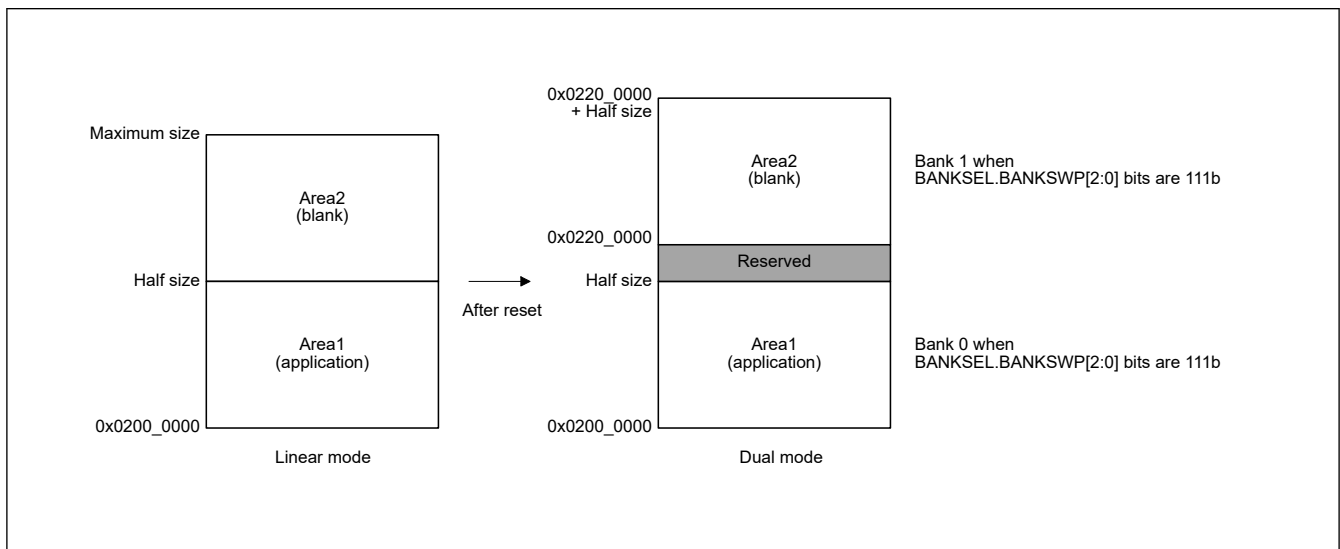 Maximum size
Area2
(blank)
Half size
Area1
(application)
0x0200_0000
Linear mode
After reset
0x0220_0000
+ Half size
Area2
(blank)
Bank 1 when
BANKSEL.BANKSWP[2:0] bits are 111b
0x0220_0000
Reserved
Half size
Area1
(application)
Bank 0 when
BANKSEL.BANKSWP[2:0] bits are 111b
0x0200_0000
Dual mode